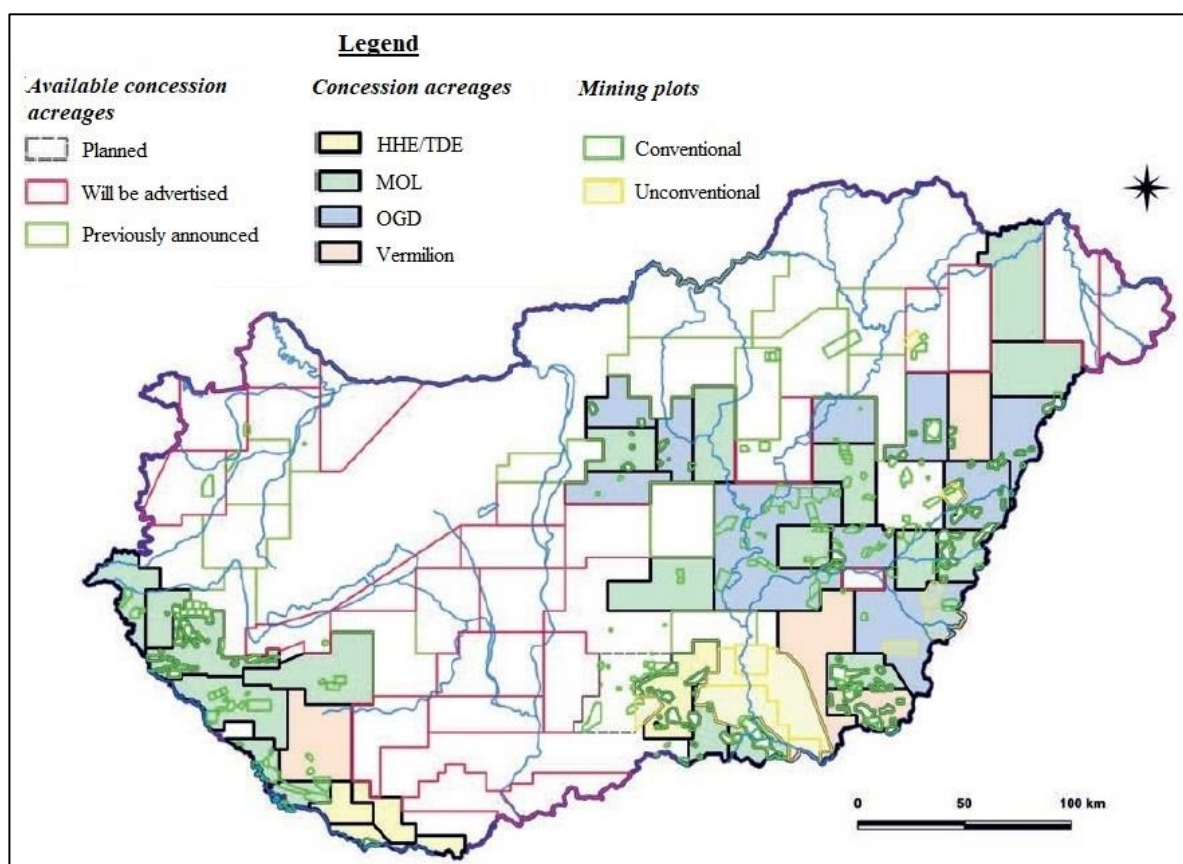 Legend
Available concession
acreages
Planned
Will be advertised
Previously announced
Concession acreages
HHE/TDE
MOL
OGD
Vermilion
Mining plots
Conventional
Unconventional
0 50 100 km